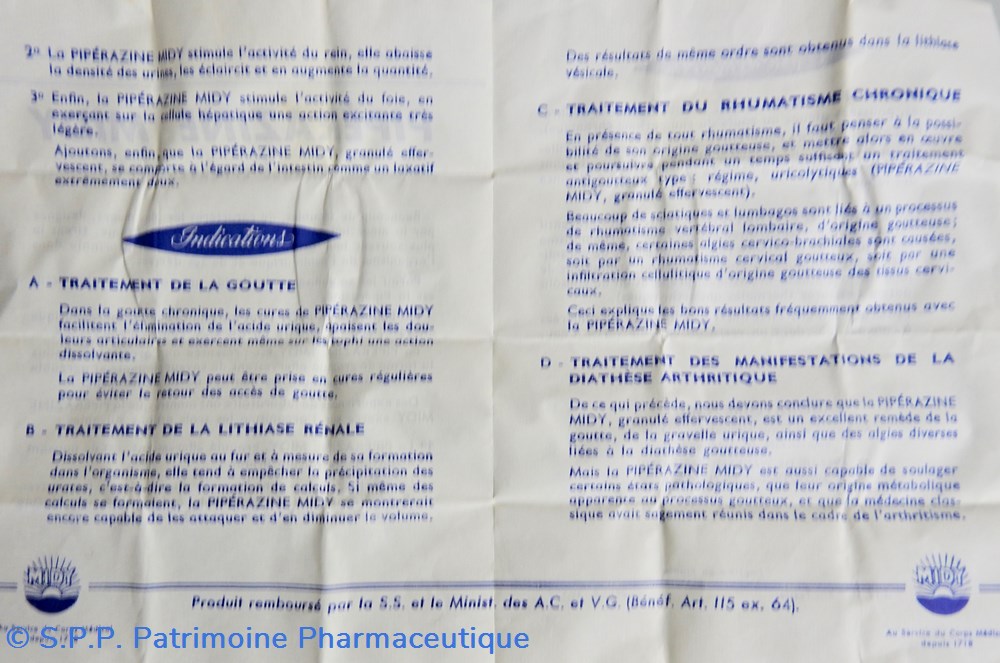 2° La PIPÉRAZINE MIDY stimule l'activité du rein, elle abaisse
la densité des urines, les éclaircit et en augmente la quantité.
3° Enfin, la PIPÉRAZINE MIDY stimule l'activité du foie, en
exerçant sur la cellule hépatique une action excitante très
légère.
Ajoutons, enfin que la PIPÉRAZINE MIDY, granulé effer-
vescent, se comporte à l'égard de l'intestin comme un laxatif
extrêmement doux.
Indications
A - TRAITEMENT DE LA GOUTTE
Dans la goutte chronique, les cures de PIPÉRAZINE MIDY
facilitent l'élimination de l'acide urique, apaisent les dou-
leurs articulaires et exercent même sur les tophi une action
dissolvante.
La PIPÉRAZINE MIDY peut être prise en cures régulières
pour éviter le retour des accès de goutte.
B - TRAITEMENT DE LA LITHIASE RÉNALE
Dissolvant l'acide urique au fur et à mesure de sa formation
dans l'organisme, elle tend à empêcher la précipitation des
urates, c'est-à-dire la formation de calculs. Si même des
calculs se formaient, la PIPÉRAZINE MIDY se montrerait
encore capable de les attaquer et d'en diminuer le volume.
Des résultats de même ordre sont obtenus dans la lithiase
vésicale.
C - TRAITEMENT DU RHUMATISME CHRONIQUE
En présence de tout rhumatisme, il faut penser à la possi-
bilité de son origine goutteuse, et mettre alors en œuvre
et poursuivre pendant un temps suffisant un traitement
antigoutteux type : régime, uricolytiques (PIPÉRAZINE
MIDY, granulé effervescent).
Beaucoup de sciatiques et lumbagos sont liés à un processus
de rhumatisme vertébral lombaire, d'origine goutteuse ;
de même, certaines algies cervico-brachiales sont causées,
soit par un rhumatisme cervical goutteux, soit par une
infiltration cellulitique d'origine goutteuse des tissus cervi-
caux.
Ceci explique les bons résultats fréquemment obtenus avec
la PIPÉRAZINE MIDY.
D - TRAITEMENT DES MANIFESTATIONS DE LA
DIATHÈSE ARTHRITIQUE
De ce qui précède, nous devons conclure que la PIPÉRAZINE
MIDY, granulé effervescent, est un excellent remède de la
goutte, de la gravelle urique, ainsi que des algies diverses
liées à la diathèse goutteuse.
Mais la PIPÉRAZINE MIDY est aussi capable de soulager
certains états pathologiques, que leur origine métabolique
apparente au processus goutteux, et que la médecine clas-
sique avait sagement réunis dans le cadre de l'arthritisme.
MIDY
Au Service du Corps Médical
depuis 1718
Produit remboursé par la S.S. et le Minist. des A.C. et V.G. (Bénéf. Art. 115 ex. 64).
MIDY
Au Service du Corps Médic
depuis 1718
© S.P.P. Patrimoine Pharmaceutique